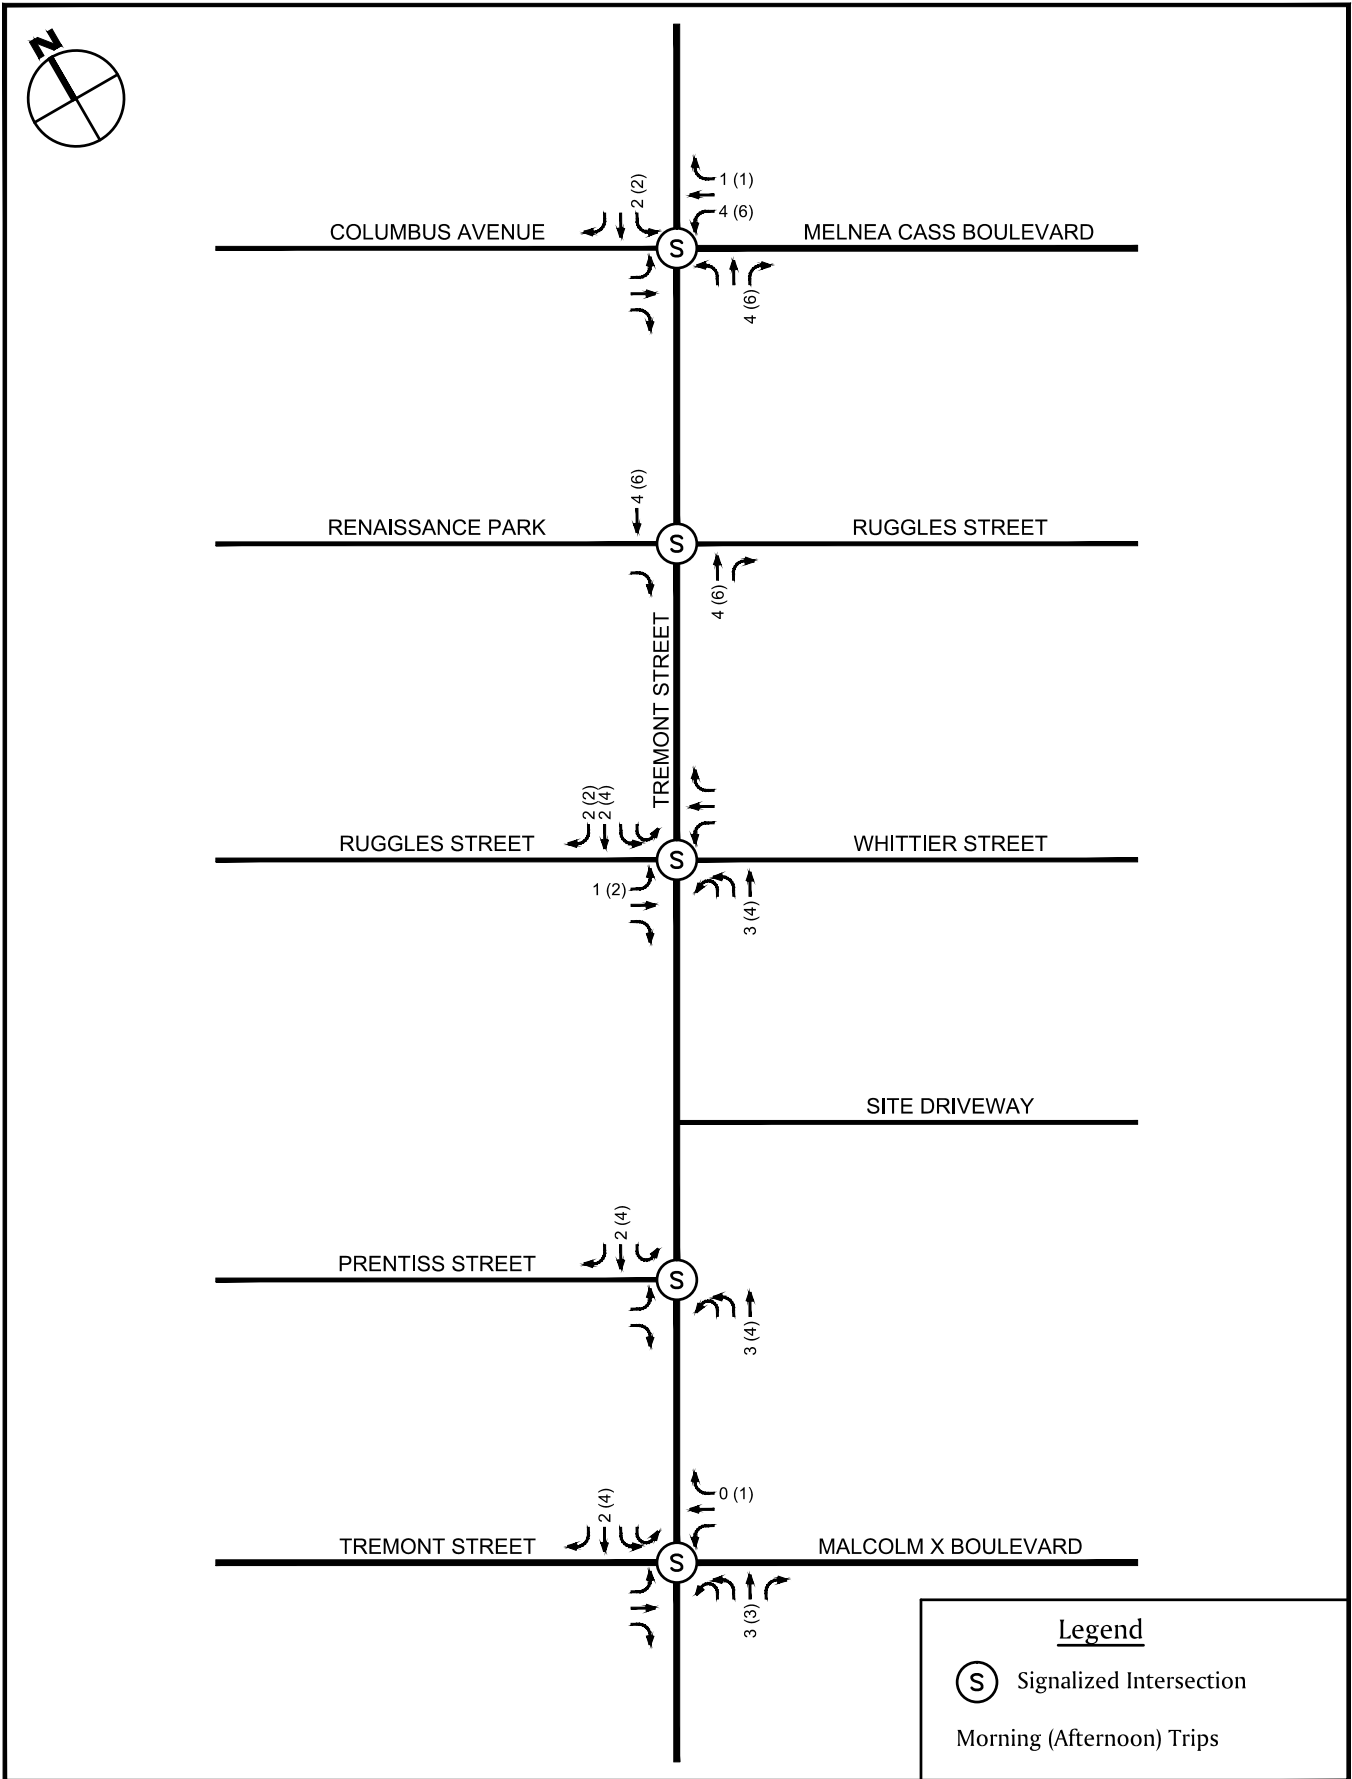 N
1 (1)
2 (2)
4 (6)
COLUMBUS AVENUE
MELNEA CASS BOULEVARD
S
4 (6)
4 (6)
RENAISSANCE PARK
RUGGLES STREET
S
4 (6)
TREMONT STREET
2 (2)
2 (4)
RUGGLES STREET
WHITTIER STREET
S
1 (2)
3 (4)
SITE DRIVEWAY
2 (4)
PRENTISS STREET
S
3 (4)
2 (4)
0 (1)
TREMONT STREET
MALCOLM X BOULEVARD
S
3 (3)
Legend
S Signalized Intersection
Morning (Afternoon) Trips